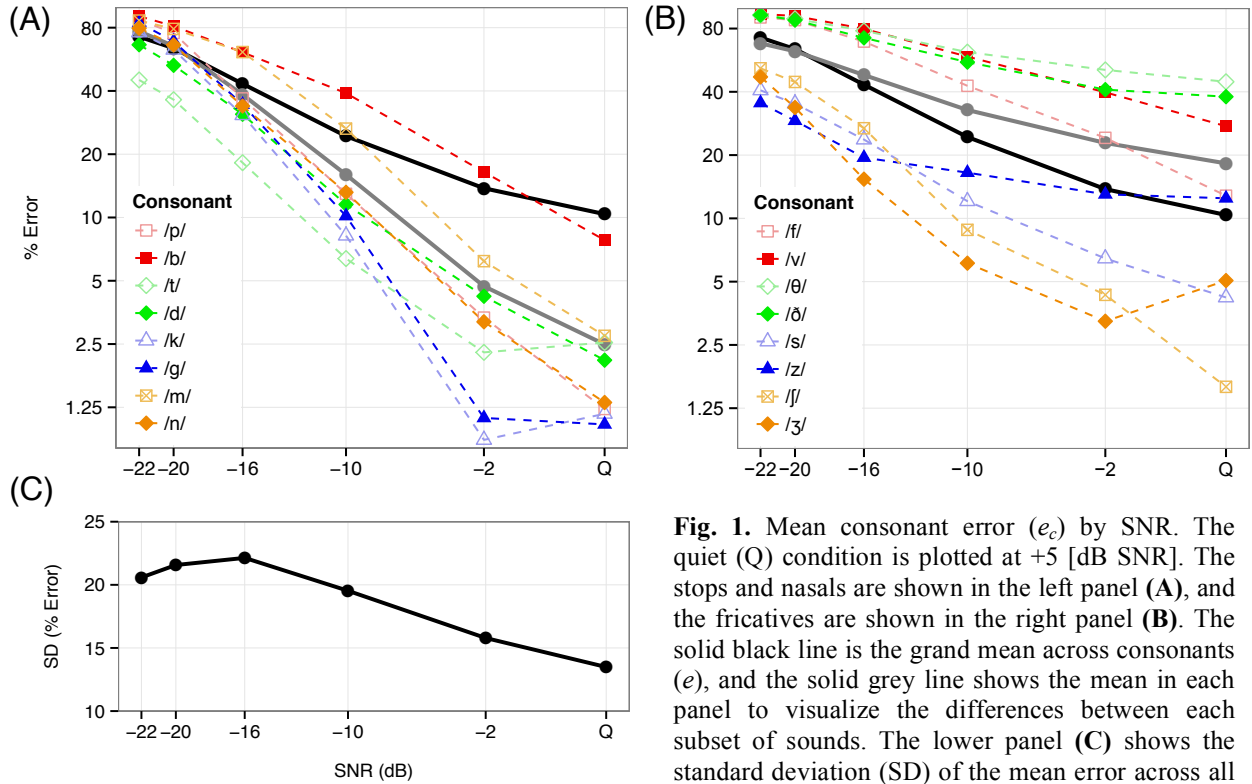 (A)
80
40
20
10
5
2.5
1.25
% Error
Consonant
/p/
/b/
/t/
/d/
/k/
/g/
/m/
/n/
−22 −20 −16 −10 −2 Q
(B)
80
40
20
10
5
2.5
1.25
Consonant
/f/
/v/
/θ/
/ð/
/s/
/z/
/ʃ/
/ʒ/
−22 −20 −16 −10 −2 Q
(C)
25
20
15
10
SD (% Error)
−22 −20 −16 −10 −2 Q
SNR (dB)
Fig. 1. Mean consonant error (e_c) by SNR. The
quiet (Q) condition is plotted at +5 [dB SNR]. The
stops and nasals are shown in the left panel (A), and
the fricatives are shown in the right panel (B). The
solid black line is the grand mean across consonants
(e), and the solid grey line shows the mean in each
panel to visualize the differences between each
subset of sounds. The lower panel (C) shows the
standard deviation (SD) of the mean error across all